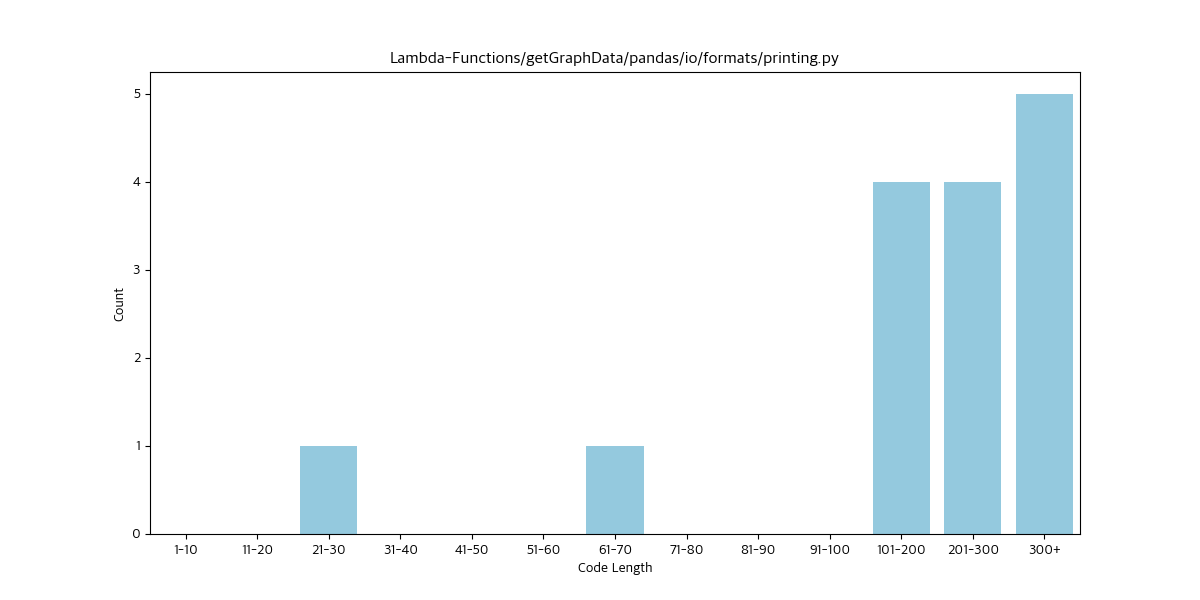 Lambda-Functions/getGraphData/pandas/io/formats/printing.py
5
4
3
2
1
0
Count
1-10 11-20 21-30 31-40 41-50 51-60 61-70 71-80 81-90 91-100 101-200 201-300 300+
Code Length